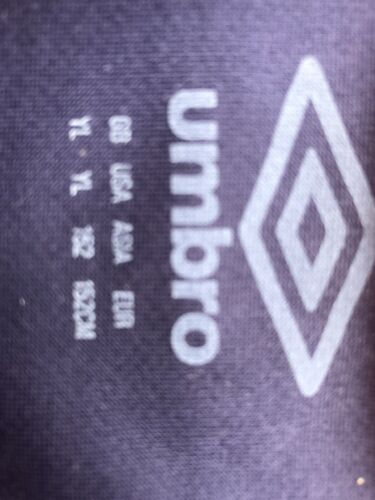 umbro
GB USA ASIA EUR
YL YL 152 152CM